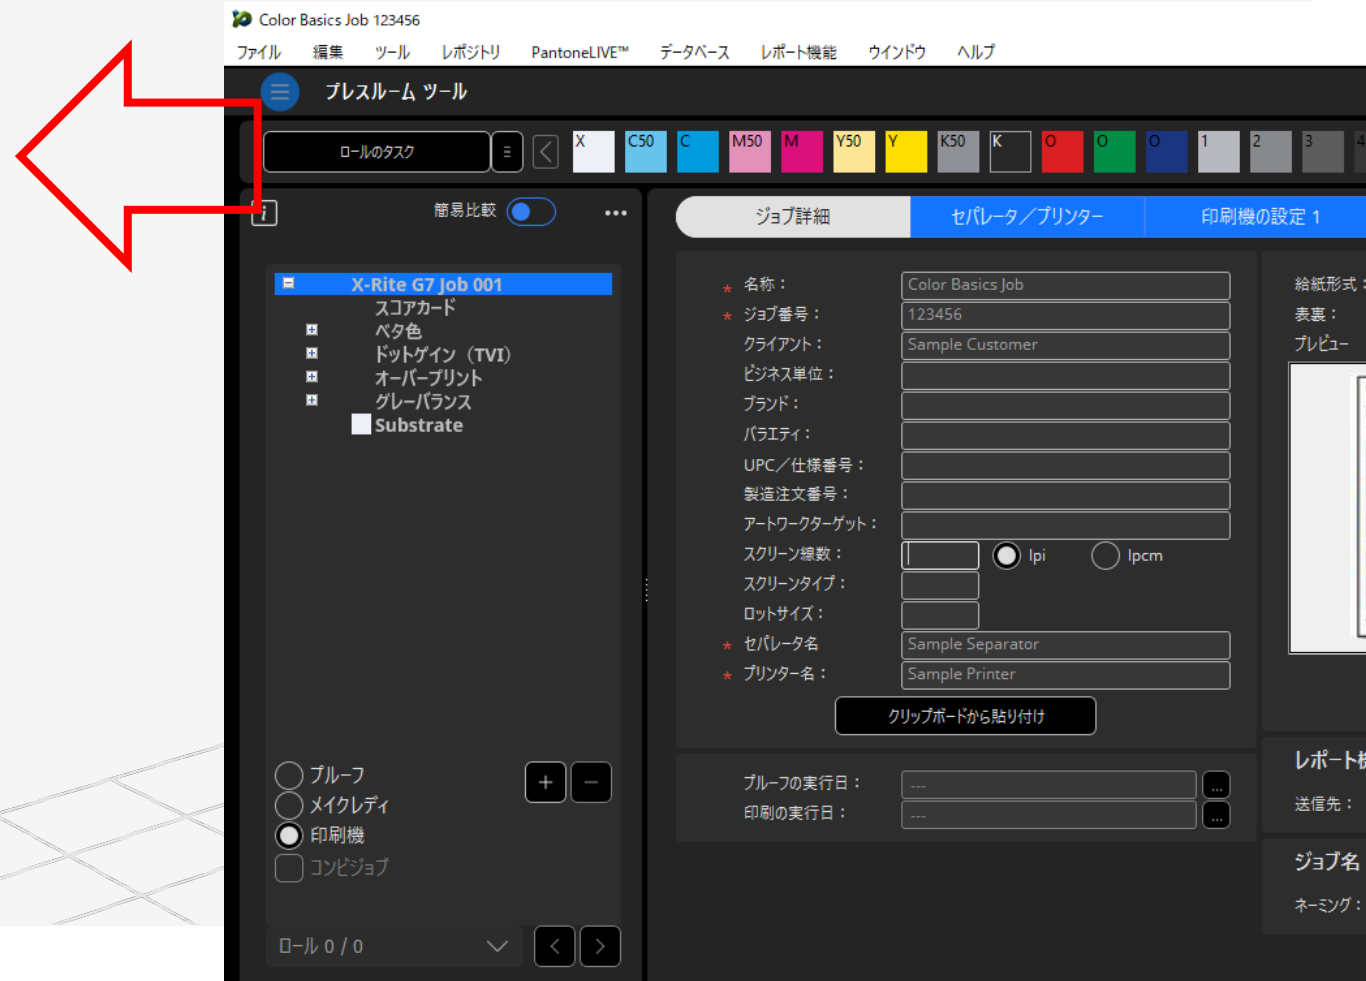 Color Basics Job 123456
ファイル 編集 ツール レポジトリ PantoneLIVE™ データベース レポート機能 ウインドウ ヘルプ
プレスルーム ツール
ロールのタスク
X C50 C M50 M Y50 Y K50 K O O O 1 2 3 4
i 簡易比較
ジョブ詳細 セパレータ／プリンター 印刷機の設定 1
X-Rite G7 Job 001
スコアカード
ベタ色
ドットゲイン（TVI）
オーバープリント
グレーバランス
Substrate
プルーフ
メイクレディ
印刷機
コンビジョブ
ロール 0 / 0
* 名称： Color Basics Job
* ジョブ番号： 123456
クライアント： Sample Customer
ビジネス単位：
ブランド：
バラエティ：
UPC／仕様番号：
製造注文番号：
アートワークターゲット：
スクリーン線数： lpi lpcm
スクリーンタイプ：
ロットサイズ：
* セパレータ名 Sample Separator
* プリンター名： Sample Printer
クリップボードから貼り付け
プルーフの実行日： --- ...
印刷の実行日： --- ...
給紙形式：
表裏：
プレビュー
レポート機
送信先：
ジョブ名
ネーミング：